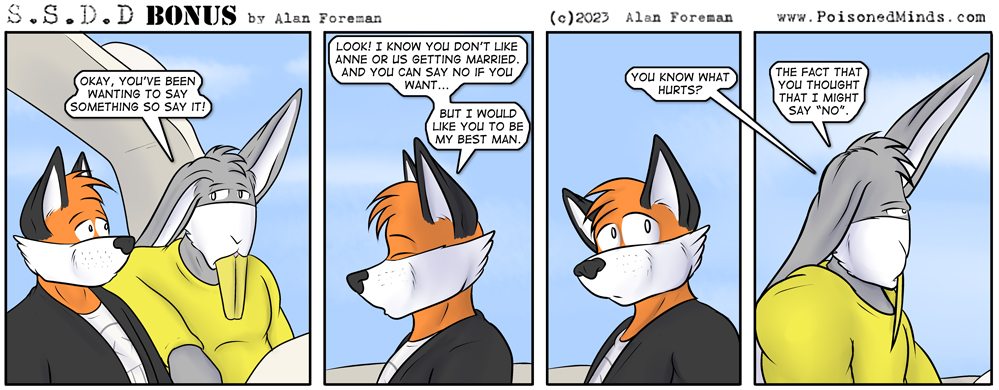 S.S.D.D BONUS by Alan Foreman (c)2023 Alan Foreman www.PoisonedMinds.com
OKAY, YOU'VE BEEN
WANTING TO SAY
SOMETHING SO SAY IT!
LOOK! I KNOW YOU DON'T LIKE
ANNE OR US GETTING MARRIED.
AND YOU CAN SAY NO IF YOU
WANT...
BUT I WOULD
LIKE YOU TO BE
MY BEST MAN.
YOU KNOW WHAT
HURTS?
THE FACT THAT
YOU THOUGHT
THAT I MIGHT
SAY "NO".